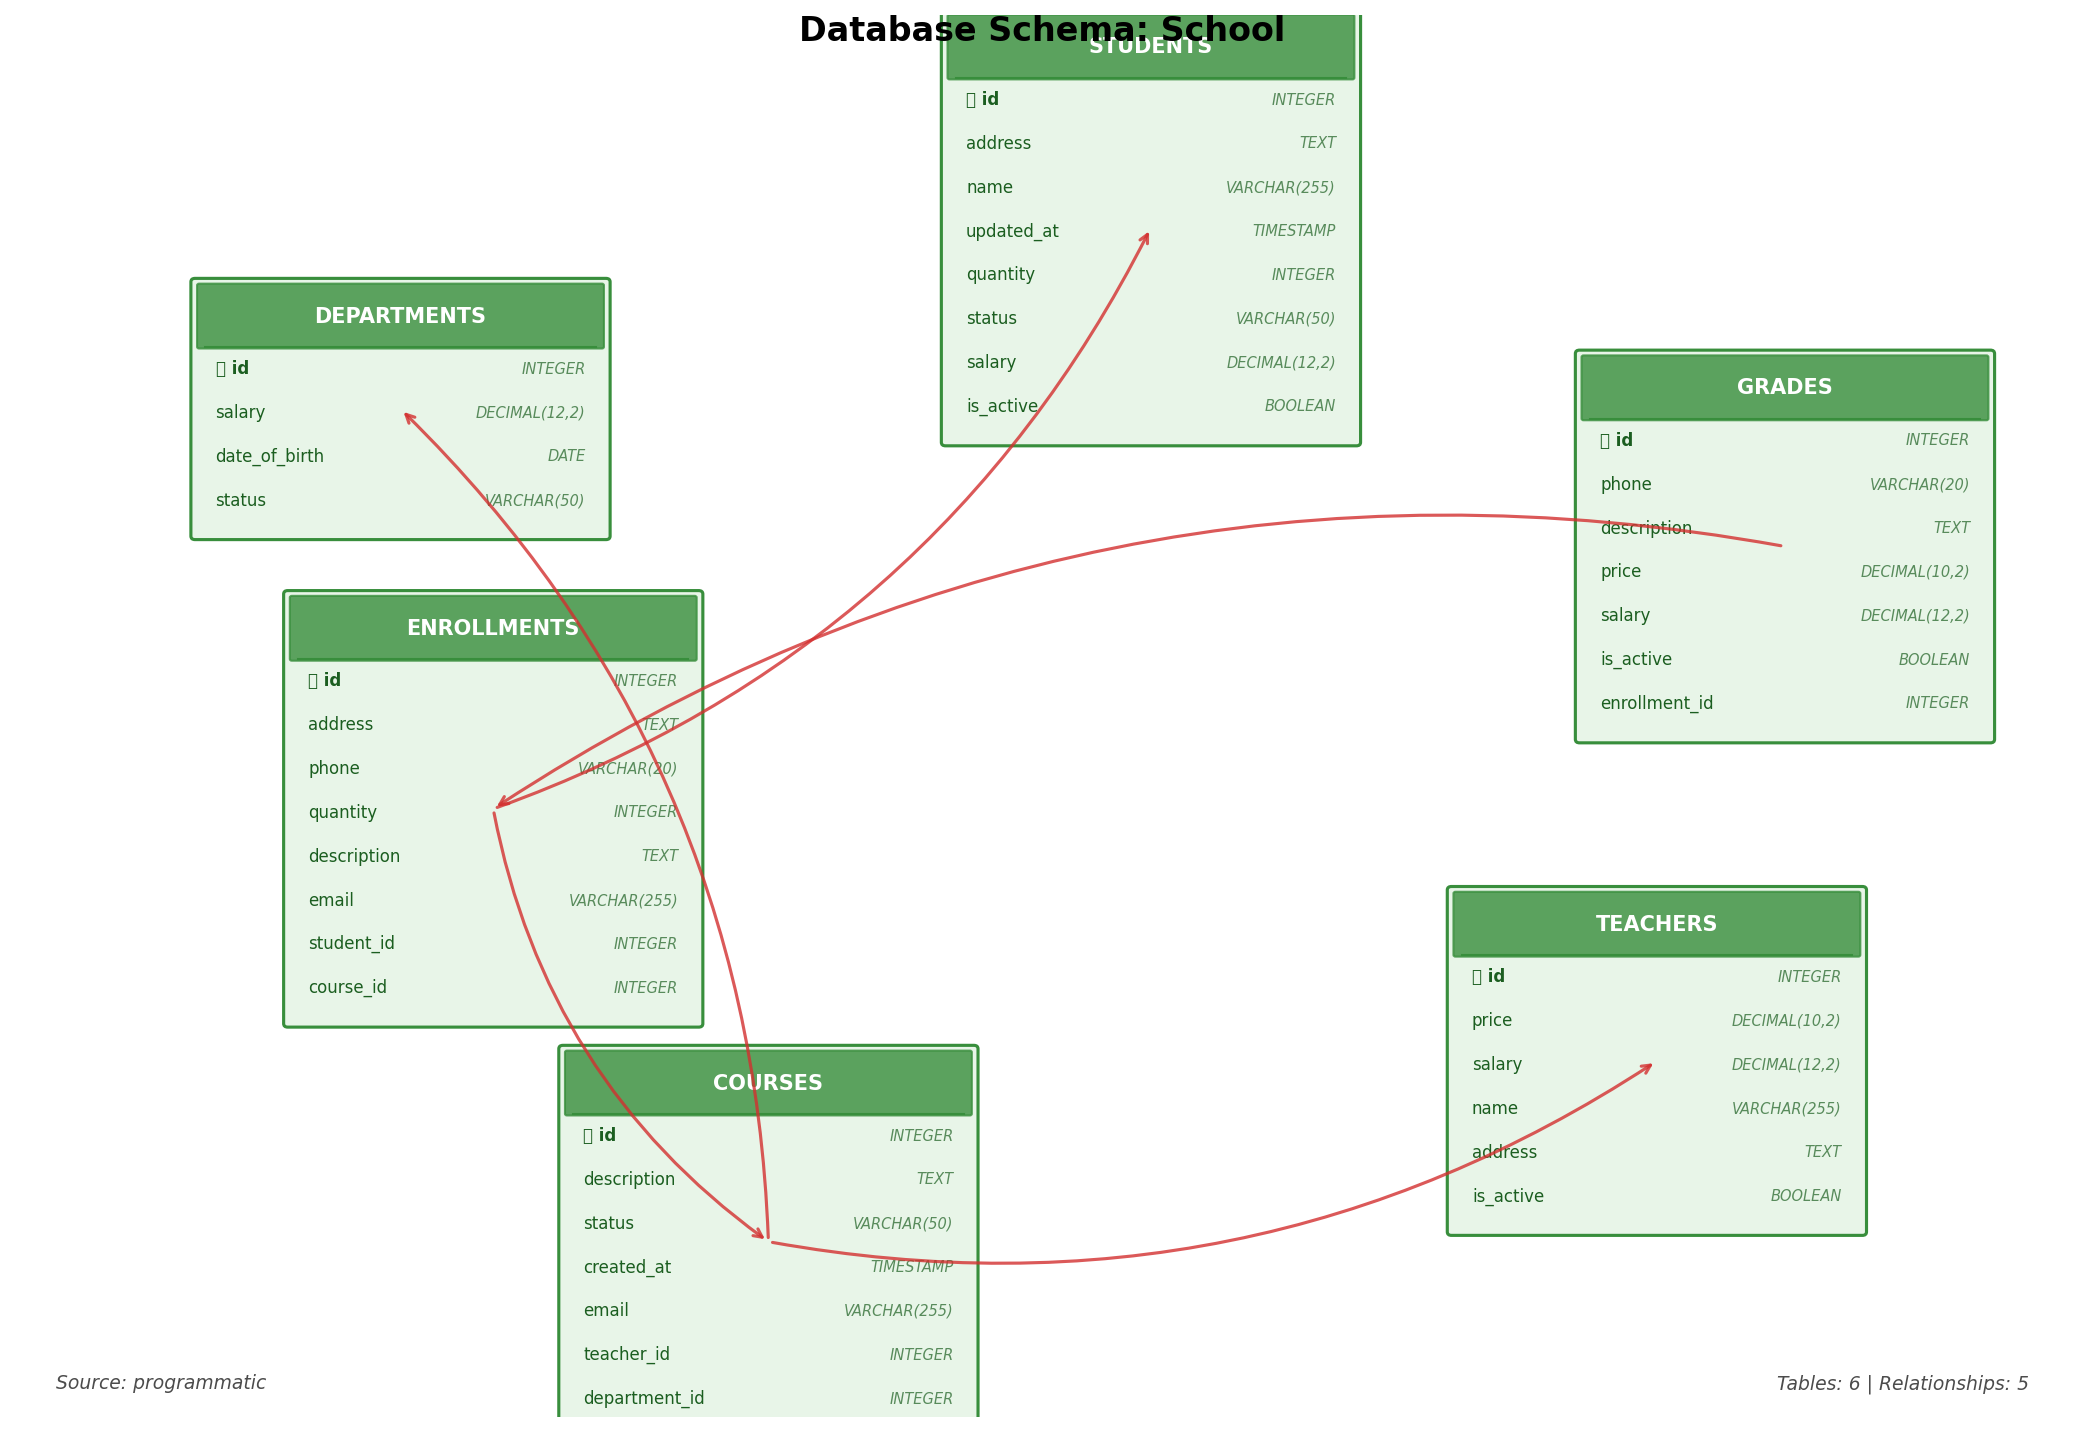 Database Schema: School
STUDENTS
id INTEGER
address TEXT
name VARCHAR(255)
updated_at TIMESTAMP
quantity INTEGER
status VARCHAR(50)
salary DECIMAL(12,2)
is_active BOOLEAN
DEPARTMENTS
id INTEGER
salary DECIMAL(12,2)
date_of_birth DATE
status VARCHAR(50)
GRADES
id INTEGER
phone VARCHAR(20)
description TEXT
price DECIMAL(10,2)
salary DECIMAL(12,2)
is_active BOOLEAN
enrollment_id INTEGER
ENROLLMENTS
id INTEGER
address TEXT
phone VARCHAR(20)
quantity INTEGER
description TEXT
email VARCHAR(255)
student_id INTEGER
course_id INTEGER
TEACHERS
id INTEGER
price DECIMAL(10,2)
salary DECIMAL(12,2)
name VARCHAR(255)
address TEXT
is_active BOOLEAN
COURSES
id INTEGER
description TEXT
status VARCHAR(50)
created_at TIMESTAMP
email VARCHAR(255)
teacher_id INTEGER
department_id INTEGER
Source: programmatic
Tables: 6 | Relationships: 5